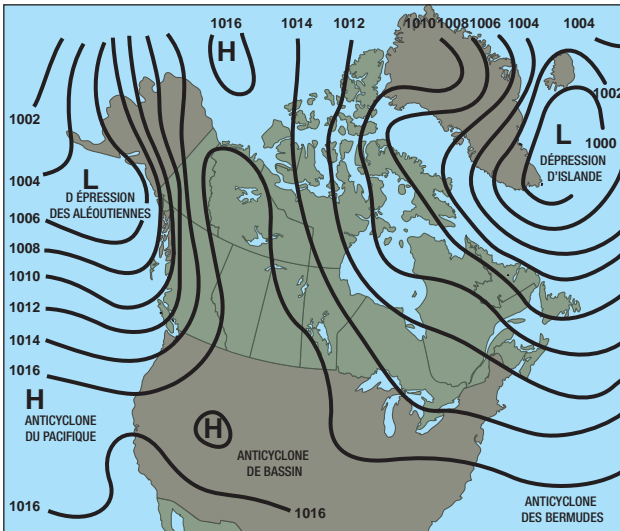 1016
1014
1012
1010
1008
1006
1004
1004
H
1002
1002
L
1000
DÉPRESSION
D'ISLANDE
1004
L
D ÉPRESSION
DES ALÉOUTIENNES
1006
1008
1010
1012
1014
1016
H
ANTICYCLONE
DU PACIFIQUE
H
ANTICYCLONE
DE BASSIN
1016
1016
ANTICYCLONE
DES BERMUDES